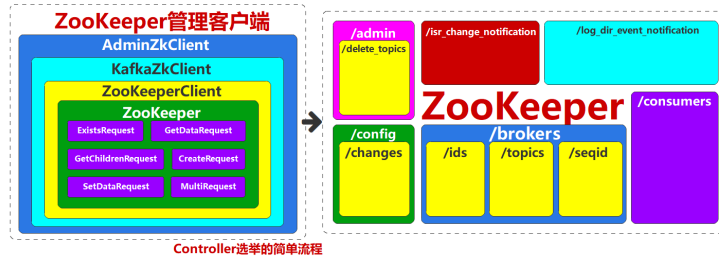 ZooKeeper管理客户端
AdminZkClient
KafkaZkClient
ZooKeeperClient
ZooKeeper
ExistsRequest GetDataRequest
GetChildrenRequest CreateRequest
SetDataRequest MultiRequest
/admin
/delete_topics
/isr_change_notification
/log_dir_event_notification
ZooKeeper
/consumers
/config
/changes
/brokers
/ids /topics /seqid
Controller选举的简单流程